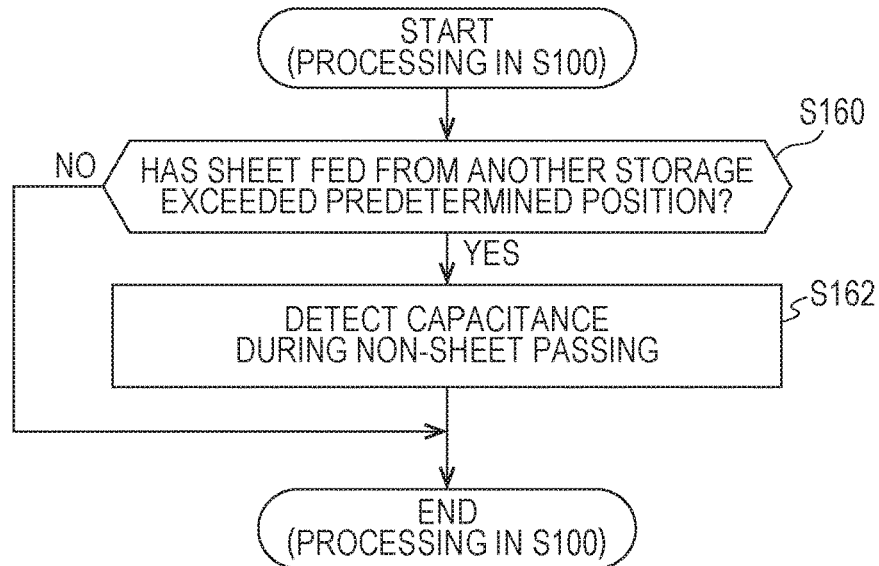 START
(PROCESSING IN S100)
S160
NO
HAS SHEET FED FROM ANOTHER STORAGE
EXCEEDED PREDETERMINED POSITION?
YES
S162
DETECT CAPACITANCE
DURING NON-SHEET PASSING
END
(PROCESSING IN S100)